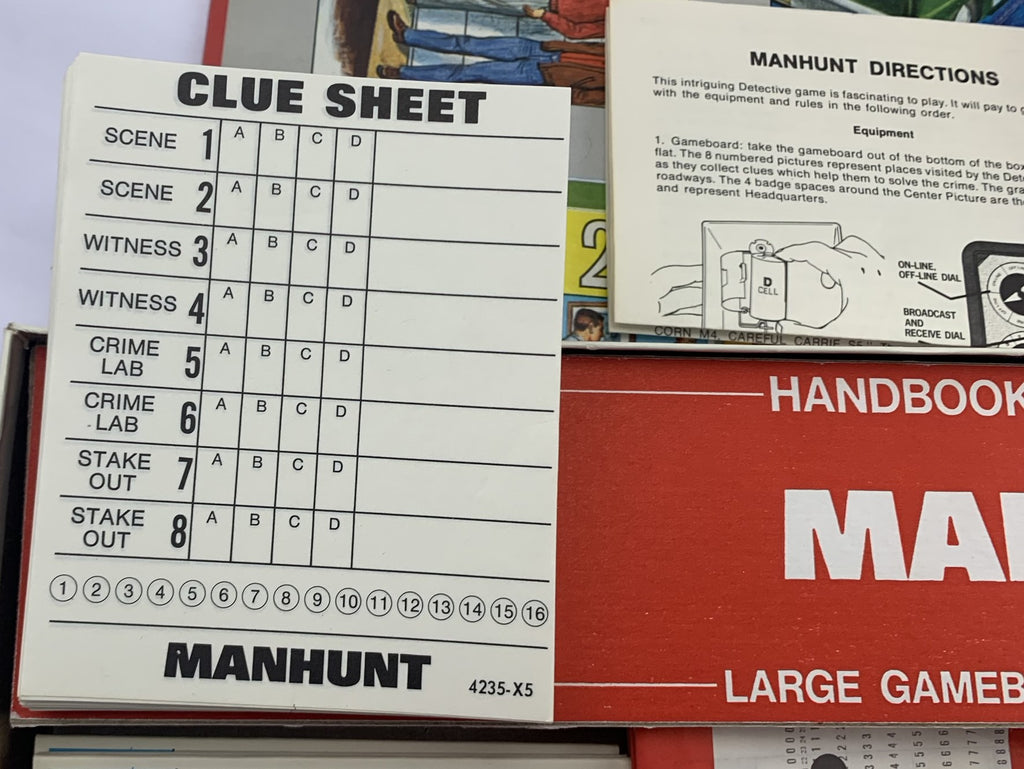 CLUE SHEET
SCENE 1 A B C D
SCENE 2 A B C D
WITNESS 3 A B C D
WITNESS 4 A B C D
CRIME LAB 5 A B C D
CRIME LAB 6 A B C D
STAKE OUT 7 A B C D
STAKE OUT 8 A B C D
1 2 3 4 5 6 7 8 9 10 11 12 13 14 15 16
MANHUNT
4235-X5
MANHUNT DIRECTIONS
This intriguing Detective game is fascinating to play. It will pay to
with the equipment and rules in the following order.
Equipment
1. Gameboard: take the gameboard out of the bottom of the box
flat. The 8 numbered pictures represent places visited by the
as they collect clues which help them to solve the crime. The
roadways. The 4 badge spaces around the Center Picture are
and represent Headquarters.
D
CELL
ON-LINE,
OFF-LINE DIAL
BROADCAST
AND
RECEIVE DIAL
CORN M4, CAREFUL CARRIE
2
HANDBOOK
MA
LARGE